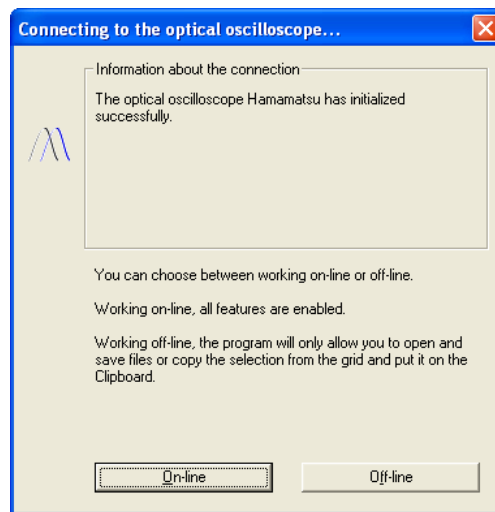 Connecting to the optical oscilloscope...
Information about the connection
The optical oscilloscope Hamamatsu has initialized
successfully.
You can choose between working on-line or off-line.
Working on-line, all features are enabled.
Working off-line, the program will only allow you to open and
save files or copy the selection from the grid and put it on the
Clipboard.
On-line
Off-line